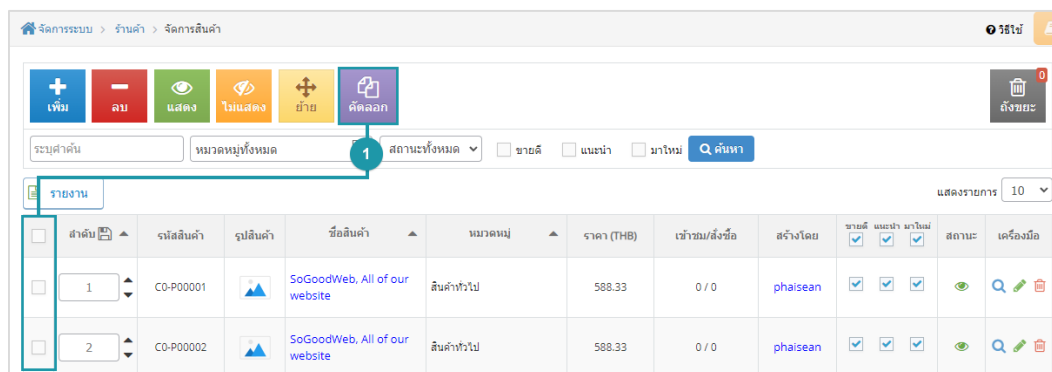 จัดการระบบ > ร้านค้า > จัดการสินค้า
วิธีใช้
เพิ่ม ลบ แสดง ไม่แสดง ย้าย คัดลอก
0
ถังขยะ
ระบุคำค้น หมวดหมู่ทั้งหมด 1 สถานะทั้งหมด ขายดี แนะนำ มาใหม่ ค้นหา
รายงาน แสดงรายการ 10
ลำดับ รหัสสินค้า รูปสินค้า ชื่อสินค้า หมวดหมู่ ราคา (THB) เข้าชม/สั่งซื้อ สร้างโดย ขายดี แนะนำ มาใหม่ สถานะ เครื่องมือ
1 C0-P00001 SoGoodWeb, All of our website สินค้าทั่วไป 588.33 0 / 0 phaisean
2 C0-P00002 SoGoodWeb, All of our website สินค้าทั่วไป 588.33 0 / 0 phaisean